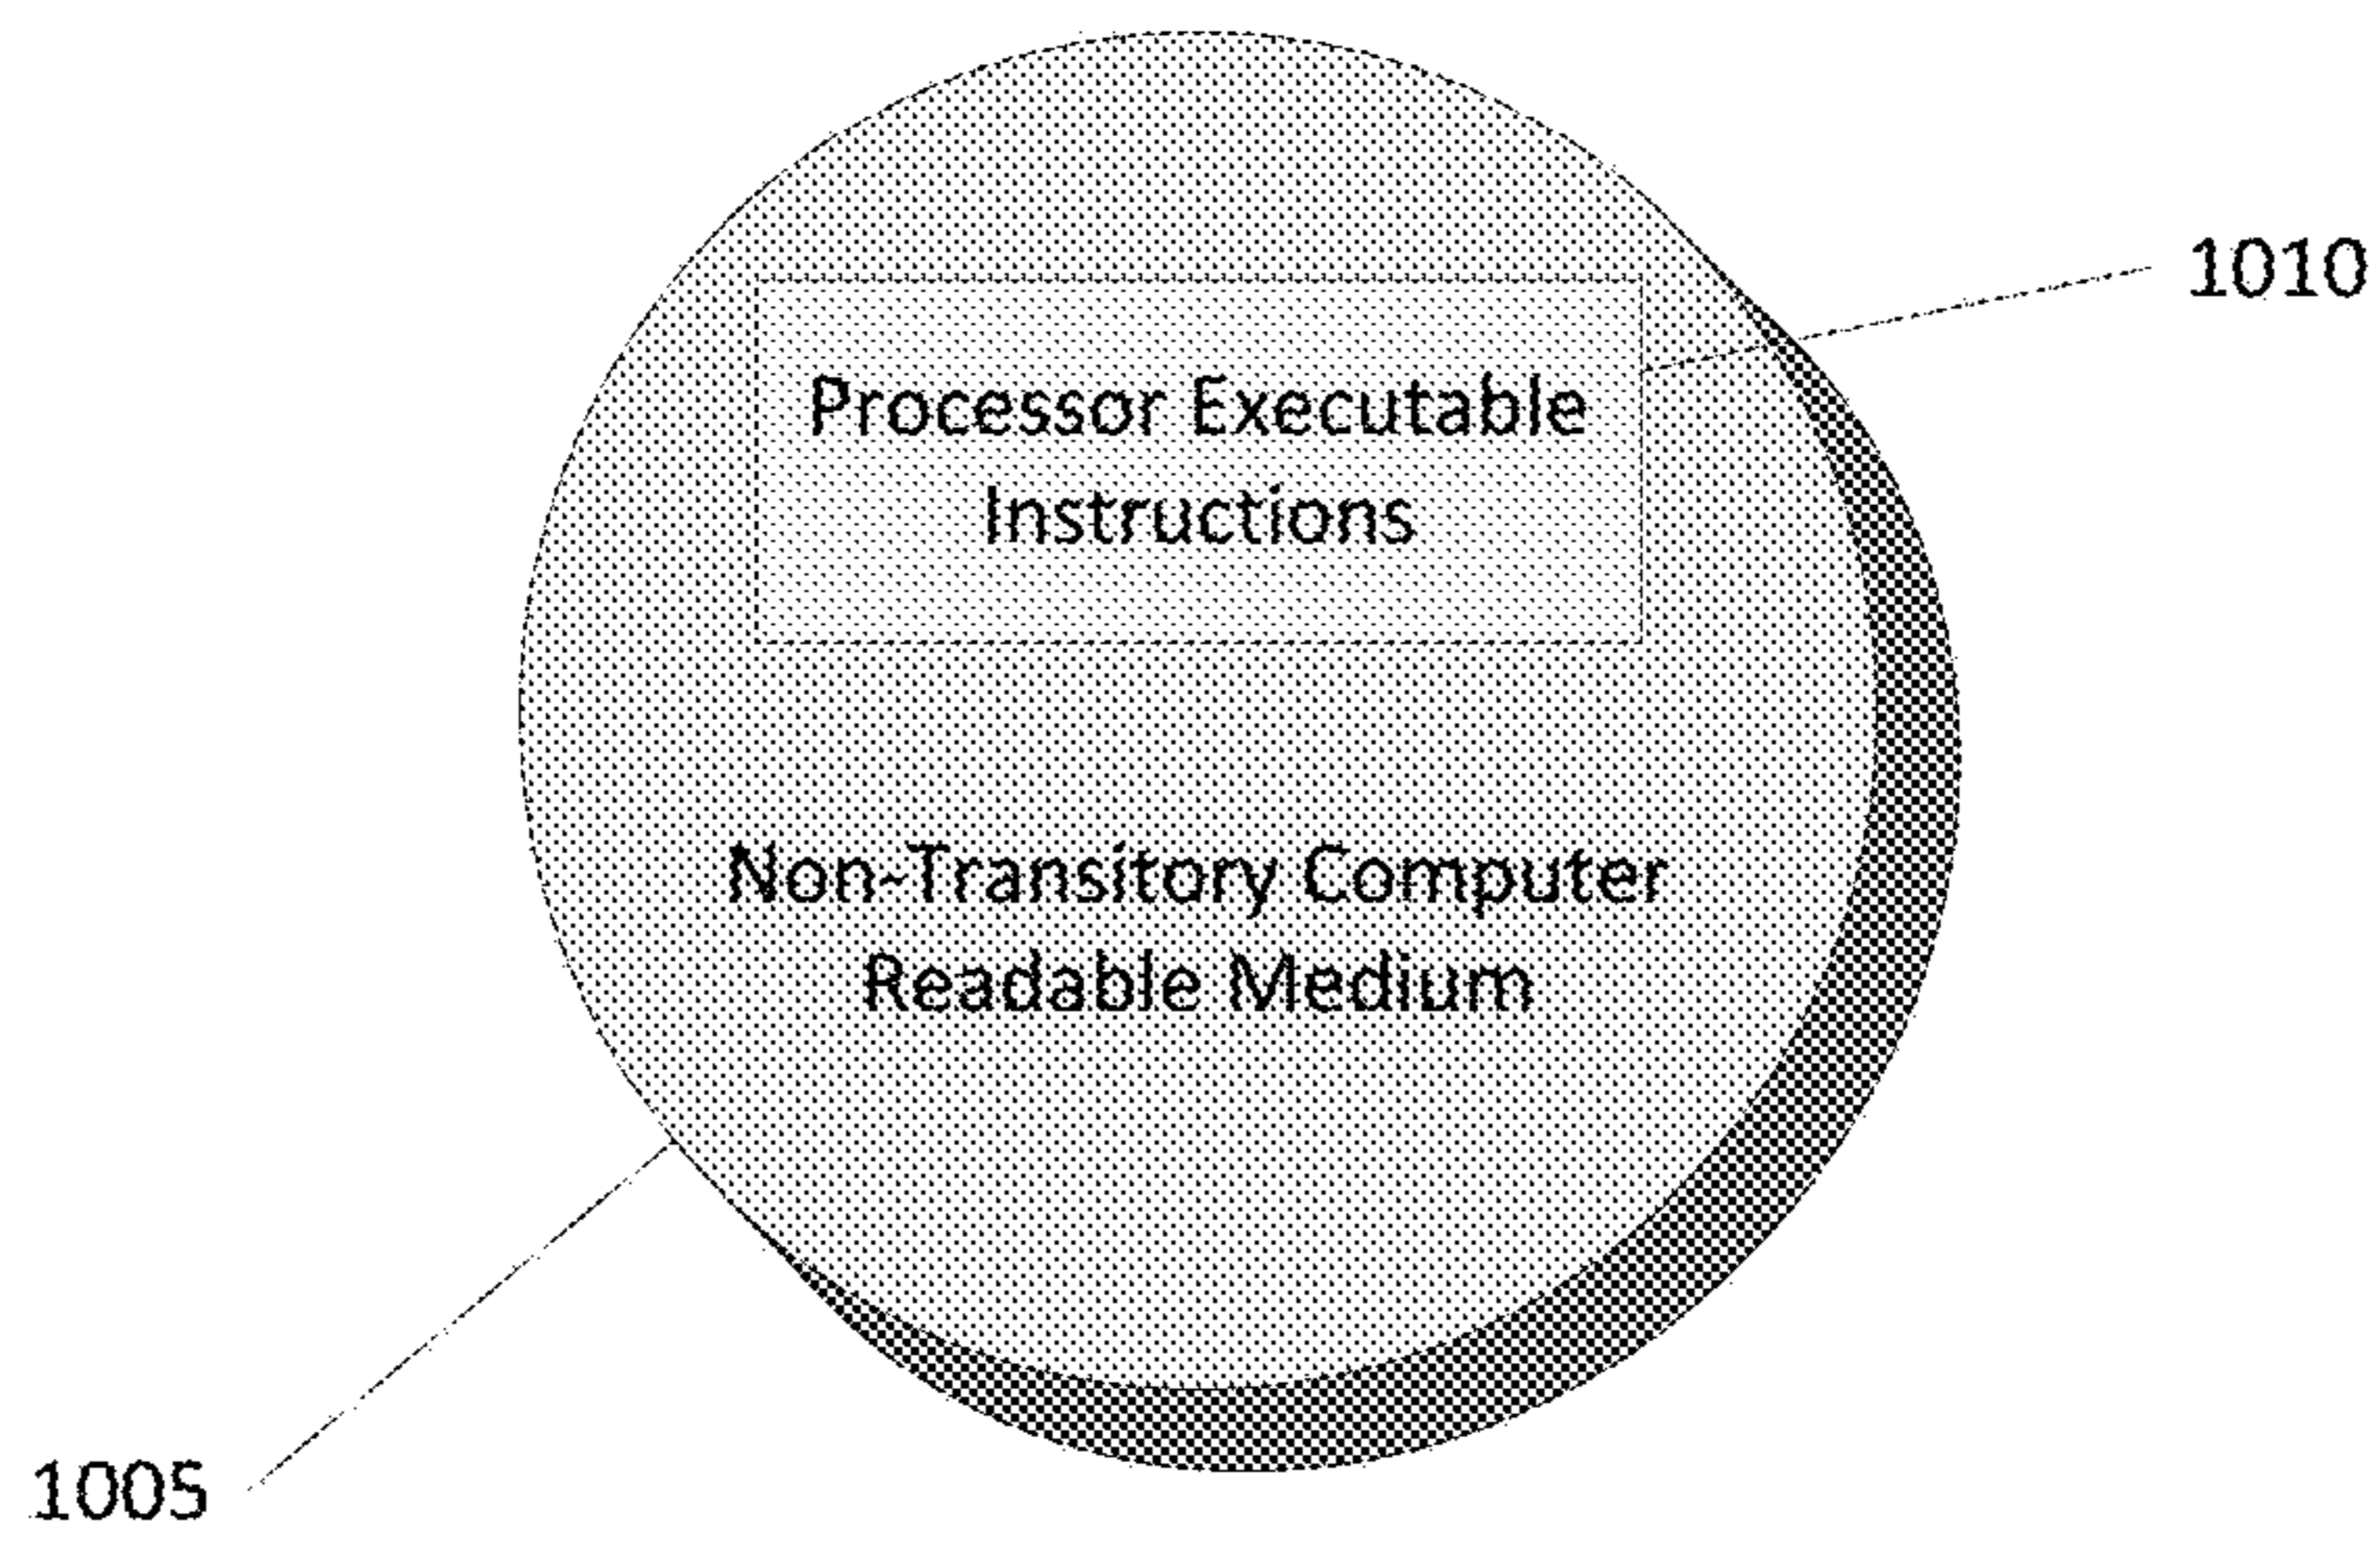 1010
Processor Executable
Instructions
Non-Transitory Computer
Readable Medium
1005